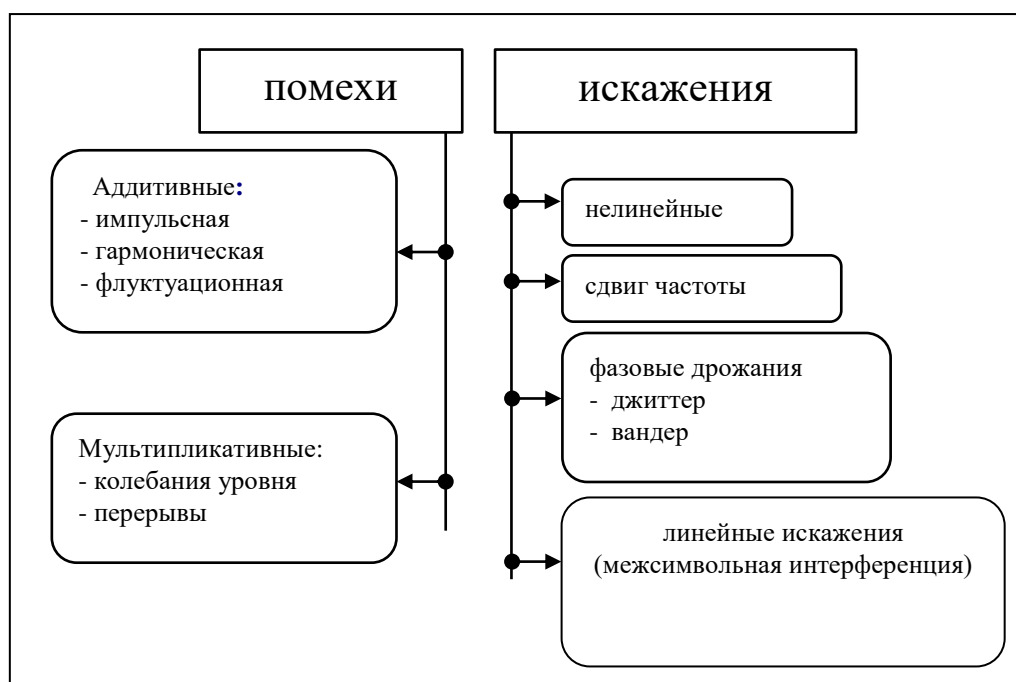 помехи
Аддитивные:
- импульсная
- гармоническая
- флуктуационная
Мультипликативные:
- колебания уровня
- перерывы
искажения
нелинейные
сдвиг частоты
фазовые дрожания
- джиттер
- вандер
линейные искажения
(межсимвольная интерференция)